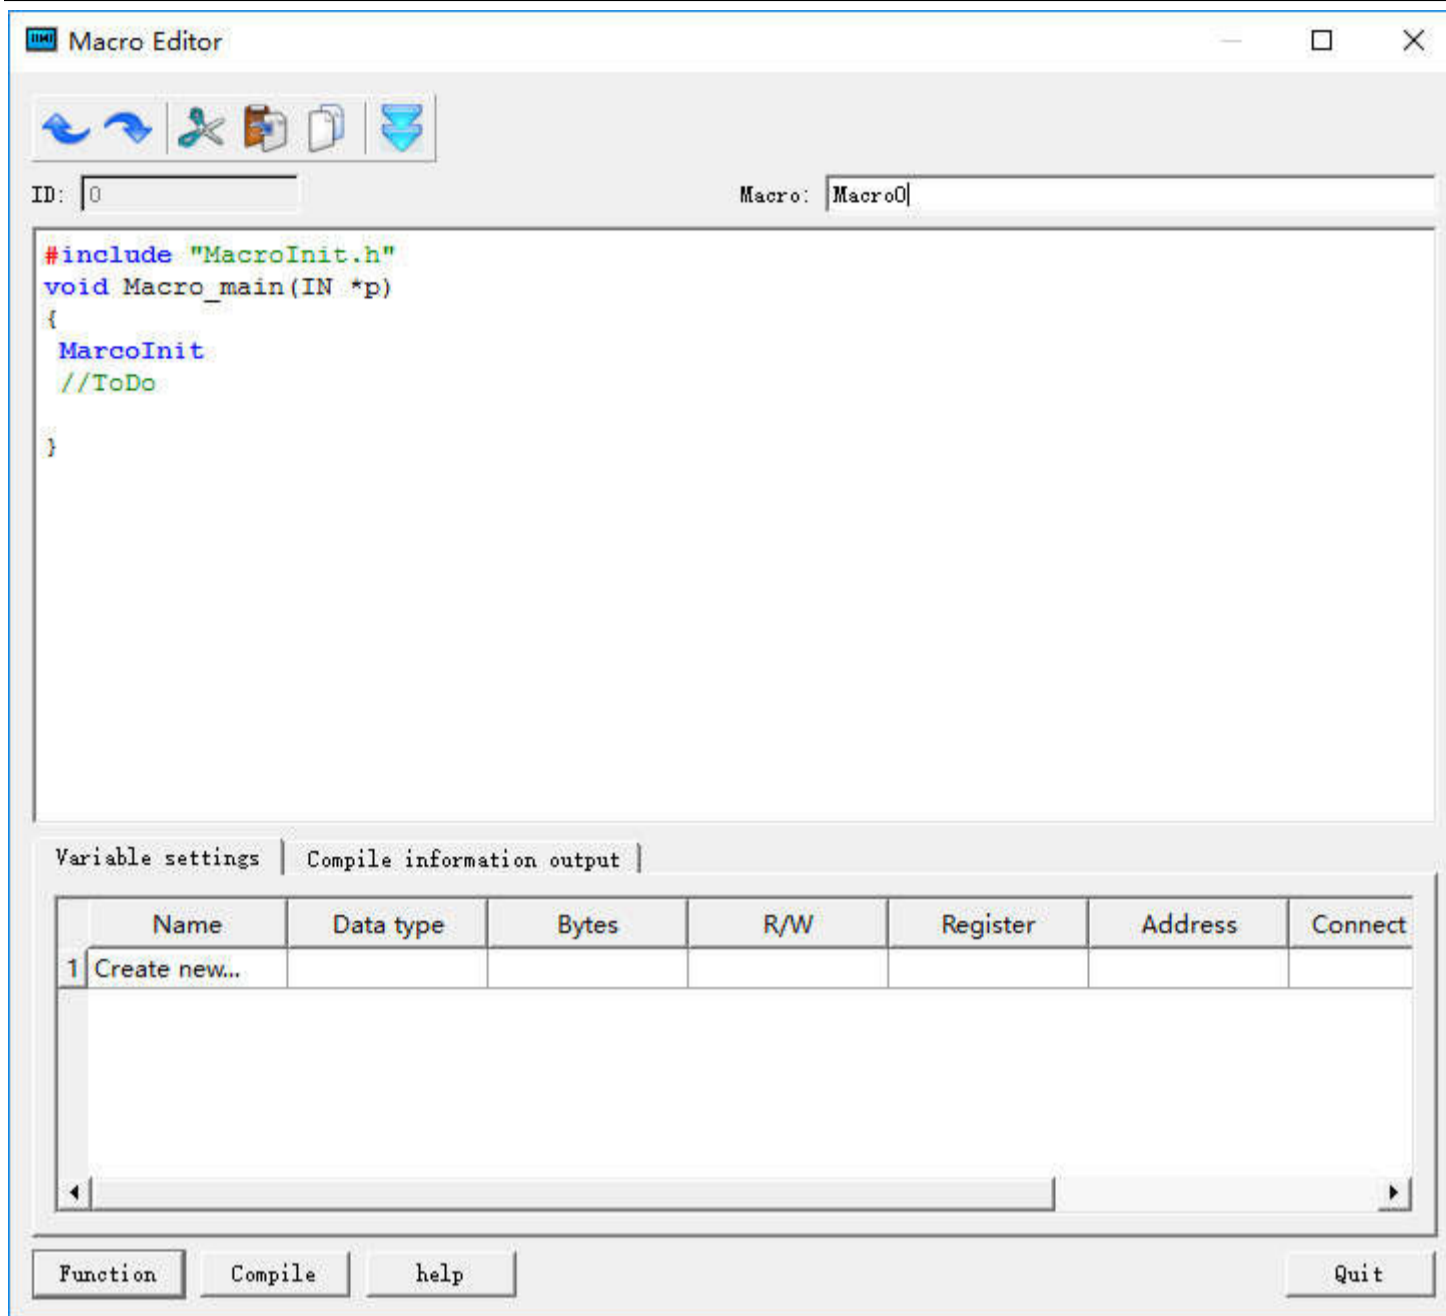 Macro Editor
ID: 0 Macro: Macro0
#include "MacroInit.h"
void Macro_main(IN *p)
{
MarcoInit
//ToDo
}
Variable settings Compile information output
Name Data type Bytes R/W Register Address Connect
1 Create new...
Function Compile help Quit